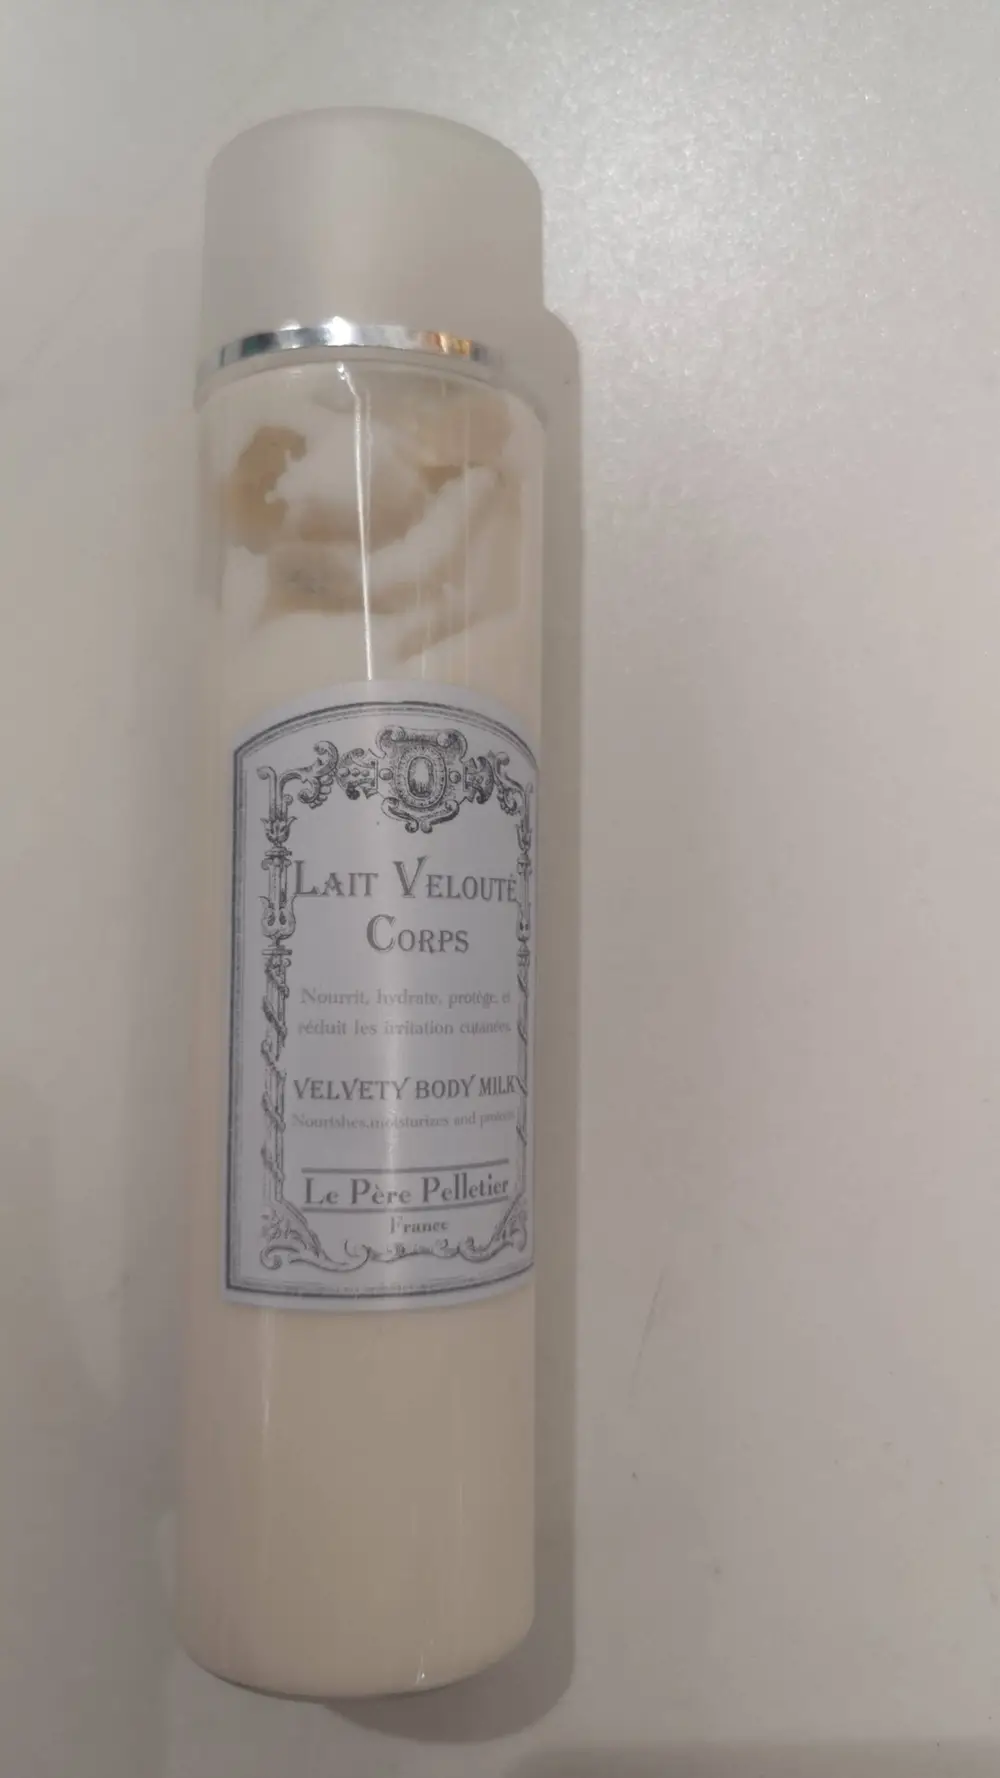 LAIT VELOUTÉ
CORPS
Nourrit, hydrate, protège, et
réduit les irritation cutanées.
VELVETY BODY MILK
Nourishes, moisturizes and protects
Le Père Pelletier
France